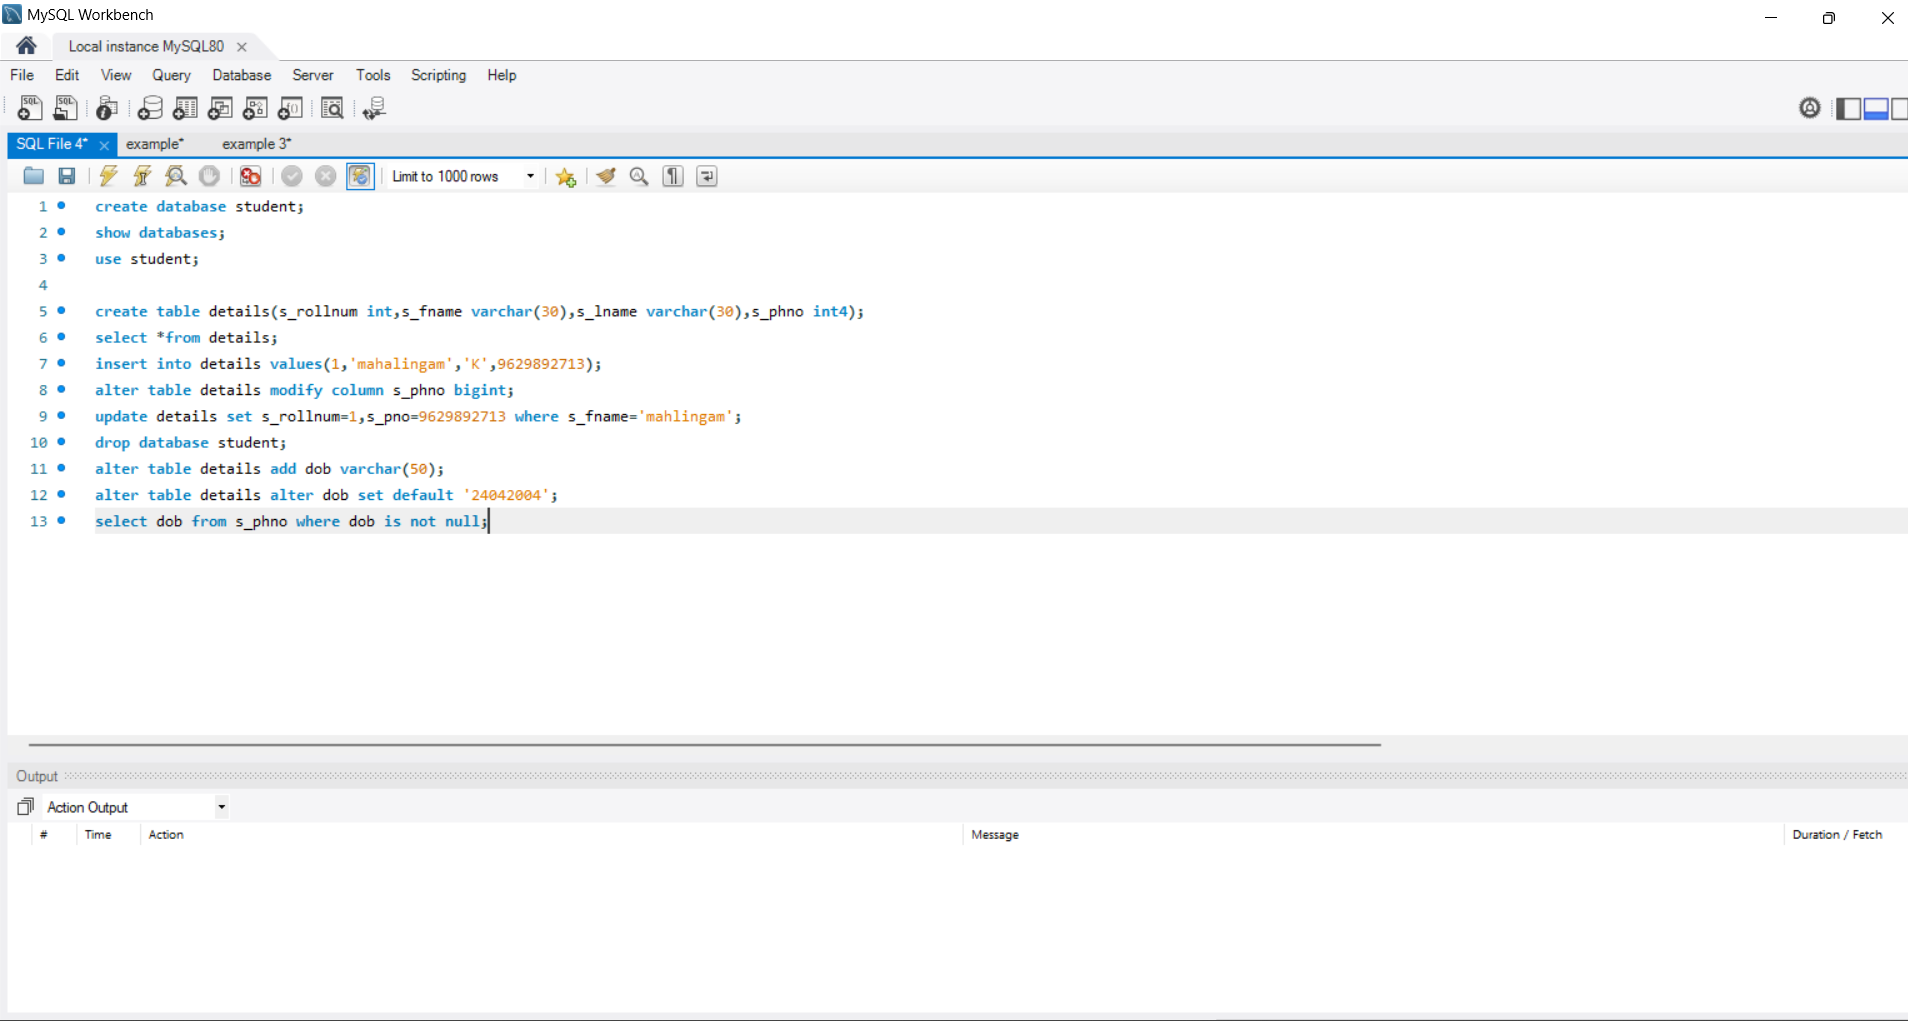 MySQL Workbench
Local instance MySQL80
File Edit View Query Database Server Tools Scripting Help
SQL File 4* example* example 3*
Limit to 1000 rows
1 create database student;
2 show databases;
3 use student;
4
5 create table details(s_rollnum int,s_fname varchar(30),s_lname varchar(30),s_phno int4);
6 select *from details;
7 insert into details values(1,'mahalingam','K',9629892713);
8 alter table details modify column s_phno bigint;
9 update details set s_rollnum=1,s_pno=9629892713 where s_fname='mahlingam';
10 drop database student;
11 alter table details add dob varchar(50);
12 alter table details alter dob set default '24042004';
13 select dob from s_phno where dob is not null;
Output
Action Output
# Time Action Message Duration / Fetch